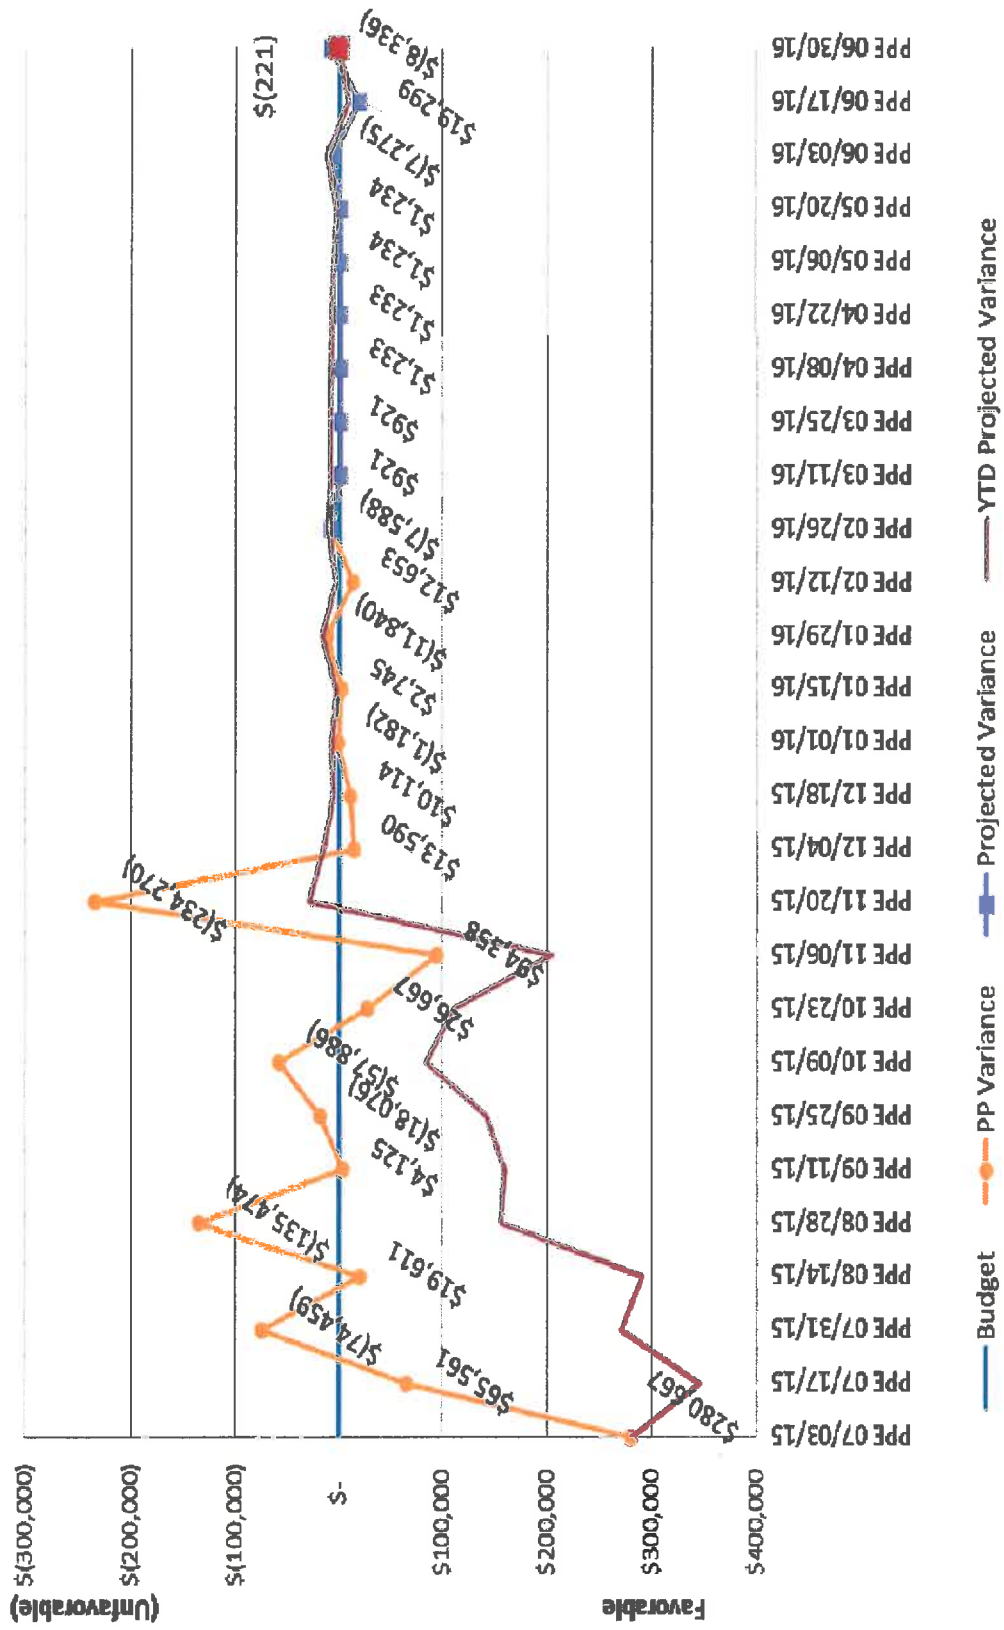 (Unfavorable)
Favorable
$(300,000)
$(200,000)
$(100,000)
$-
$100,000
$200,000
$300,000
$400,000
$280,667
$65,561
$(74,459)
$19,611
$(135,474)
$4,125
$(18,076)
$(57,886)
$26,667
$94,358
$(234,270)
$13,590
$10,114
$(1,182)
$2,745
$(11,840)
$12,653
$(7,588)
$921
$921
$1,233
$1,233
$1,234
$1,234
$(7,275)
$19,299
$(8,336)
$(221)
PPE 07/03/15
PPE 07/17/15
PPE 07/31/15
PPE 08/14/15
PPE 08/28/15
PPE 09/11/15
PPE 09/25/15
PPE 10/09/15
PPE 10/23/15
PPE 11/06/15
PPE 11/20/15
PPE 12/04/15
PPE 12/18/15
PPE 01/01/16
PPE 01/15/16
PPE 01/29/16
PPE 02/12/16
PPE 02/26/16
PPE 03/11/16
PPE 03/25/16
PPE 04/08/16
PPE 04/22/16
PPE 05/06/16
PPE 05/20/16
PPE 06/03/16
PPE 06/17/16
PPE 06/30/16
Budget
PP Variance
Projected Variance
YTD Projected Variance